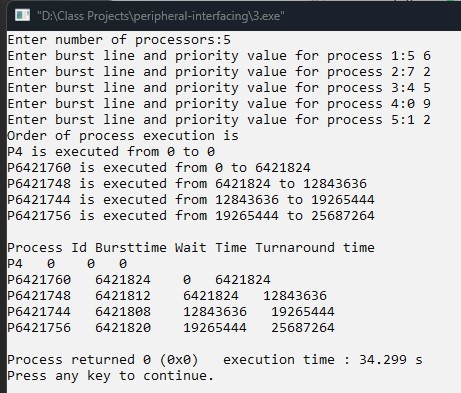 "D:\Class Projects\peripheral-interfacing\3.exe"
Enter number of processors:5
Enter burst line and priority value for process 1:5 6
Enter burst line and priority value for process 2:7 2
Enter burst line and priority value for process 3:4 5
Enter burst line and priority value for process 4:0 9
Enter burst line and priority value for process 5:1 2
Order of process execution is
P4 is executed from 0 to 0
P6421760 is executed from 0 to 6421824
P6421748 is executed from 6421824 to 12843636
P6421744 is executed from 12843636 to 19265444
P6421756 is executed from 19265444 to 25687264
Process Id Bursttime Wait Time Turnaround time
P4 0 0 0
P6421760 6421824 0 6421824
P6421748 6421812 6421824 12843636
P6421744 6421808 12843636 19265444
P6421756 6421820 19265444 25687264
Process returned 0 (0x0) execution time : 34.299 s
Press any key to continue.